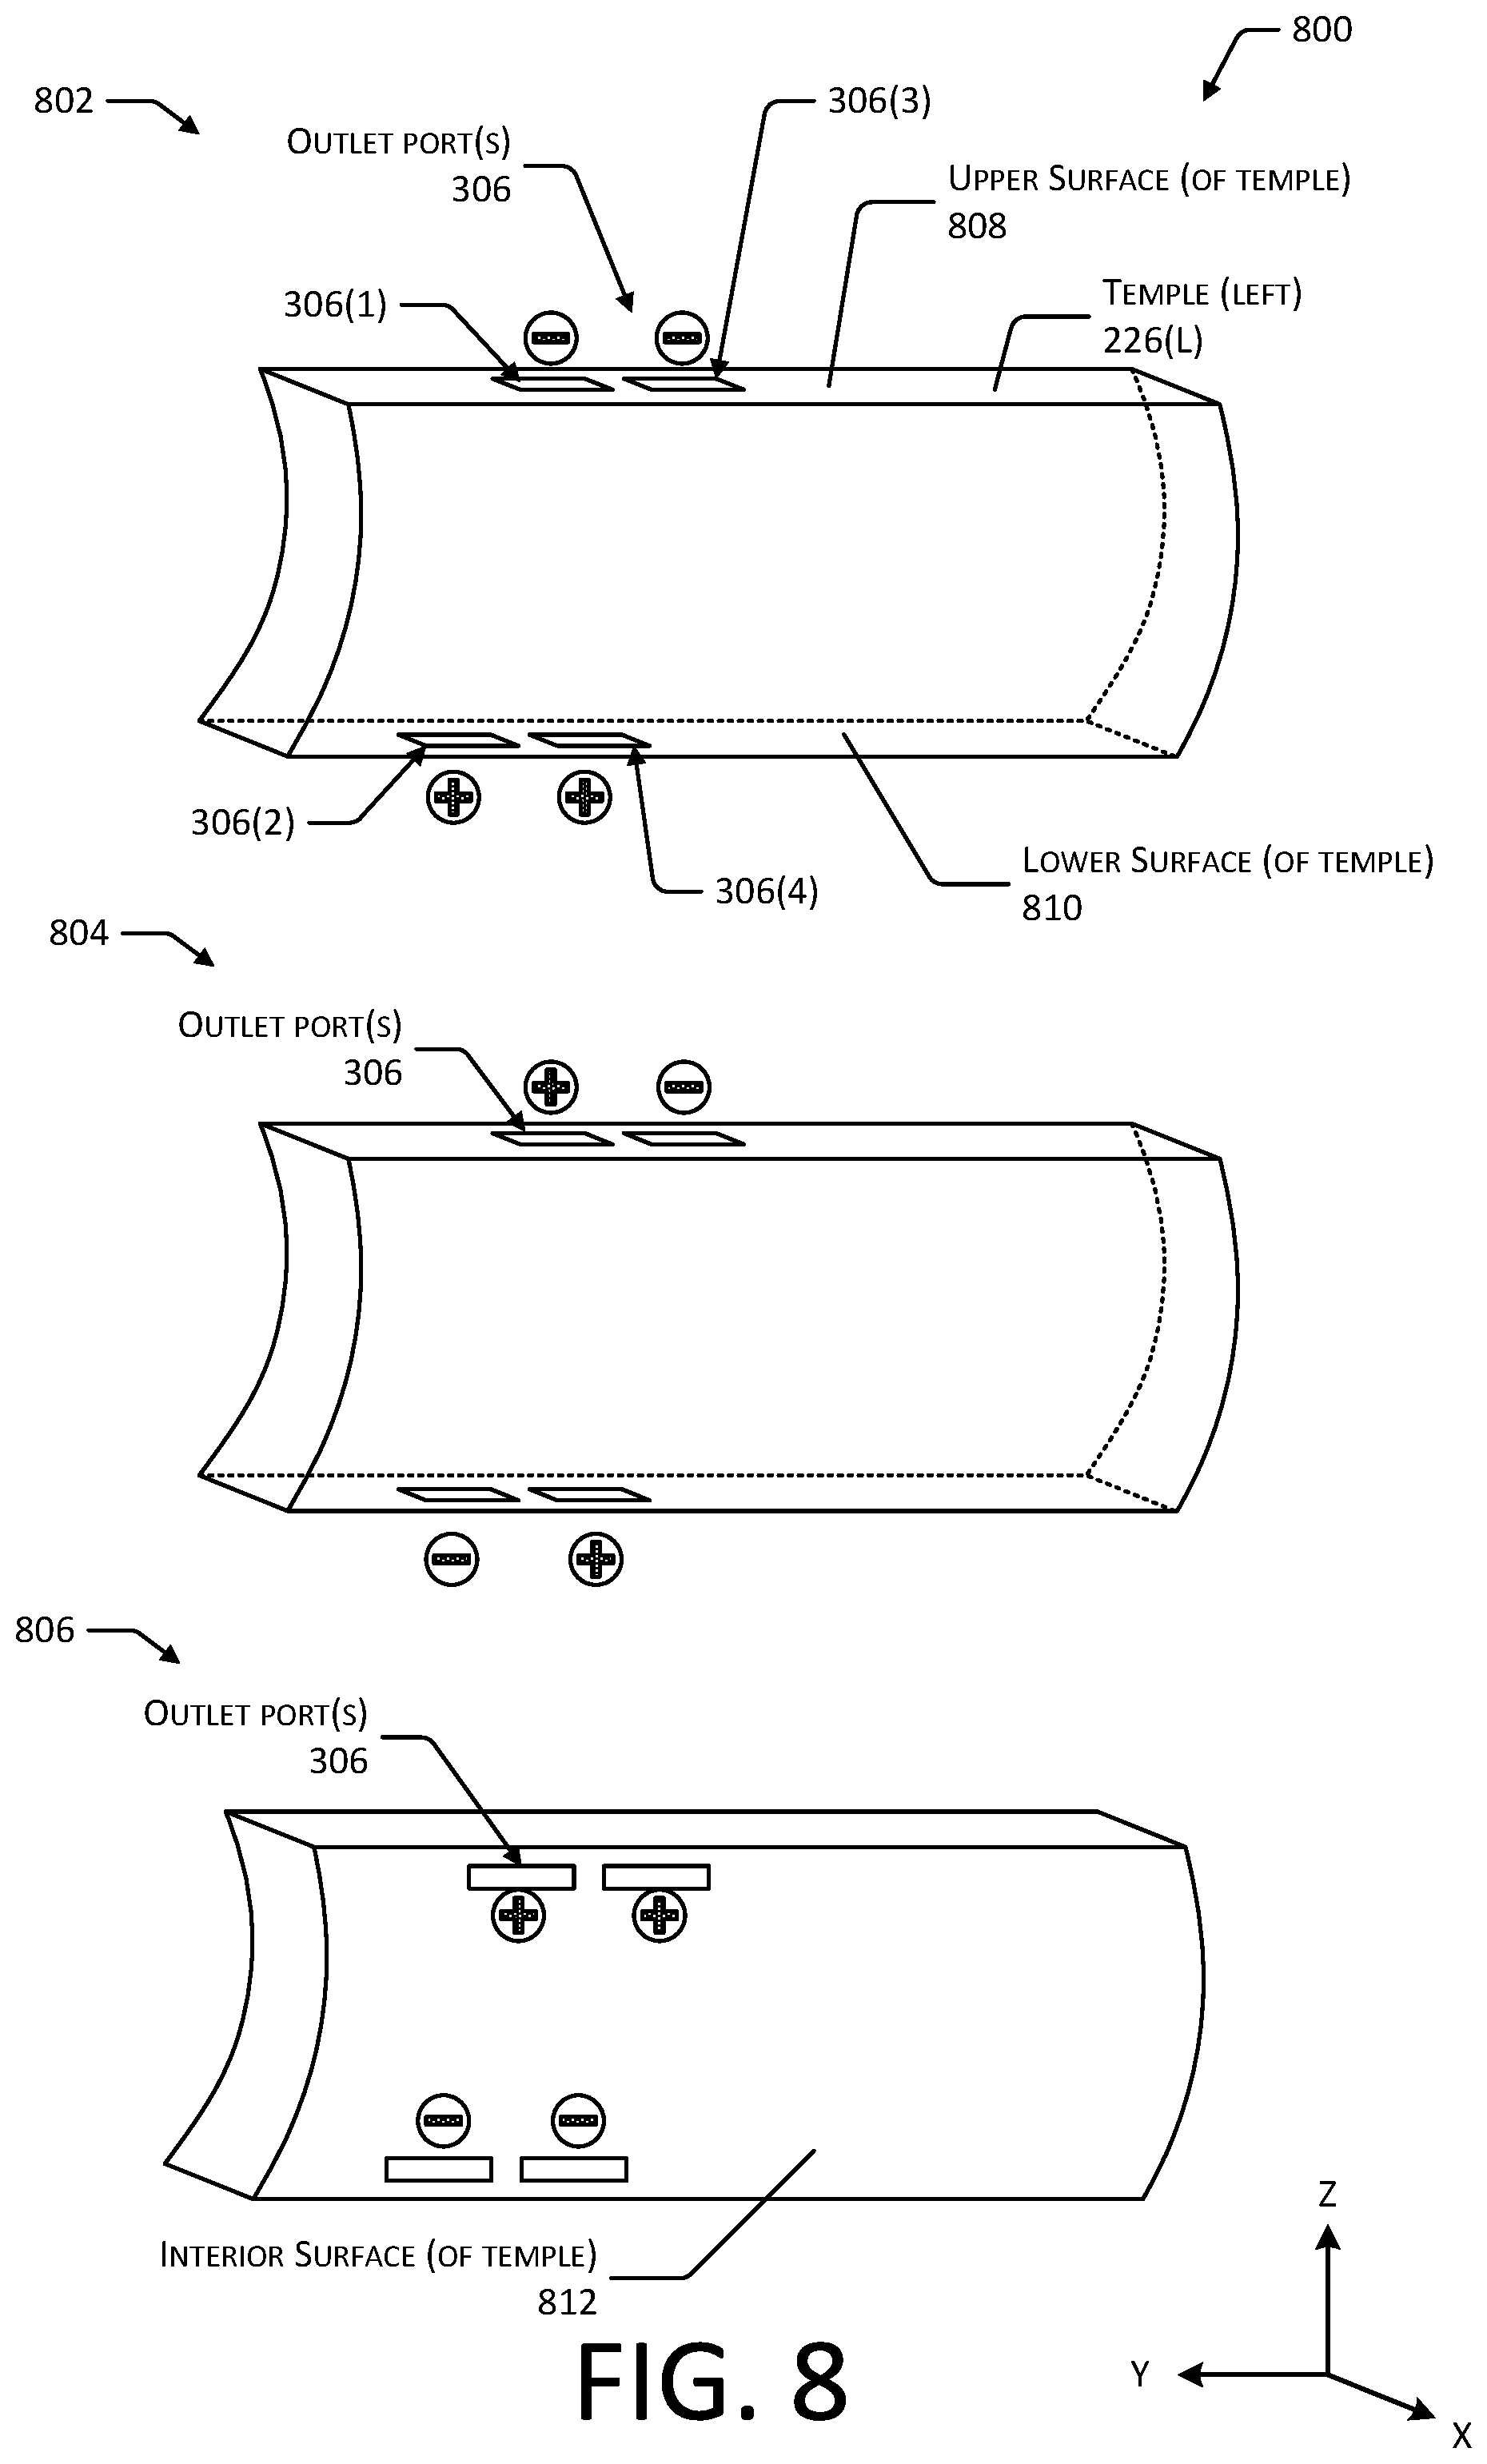 800
802
306(3)
OUTLET PORT(S)
306
UPPER SURFACE (OF TEMPLE)
808
306(1)
TEMPLE (LEFT)
226(L)
306(2)
306(4)
LOWER SURFACE (OF TEMPLE)
810
804
OUTLET PORT(S)
306
806
OUTLET PORT(S)
306
INTERIOR SURFACE (OF TEMPLE)
812
Z
Y
X
FIG. 8